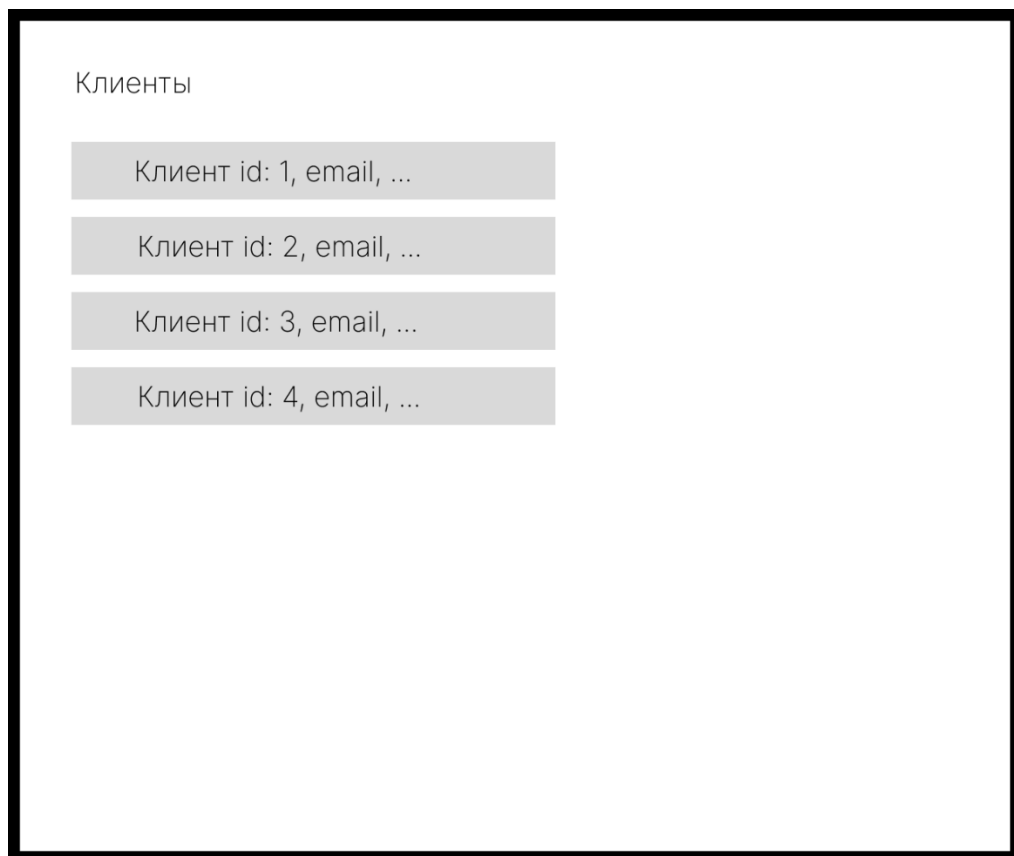 Клиенты
Клиент id: 1, email, ...
Клиент id: 2, email, ...
Клиент id: 3, email, ...
Клиент id: 4, email, ...